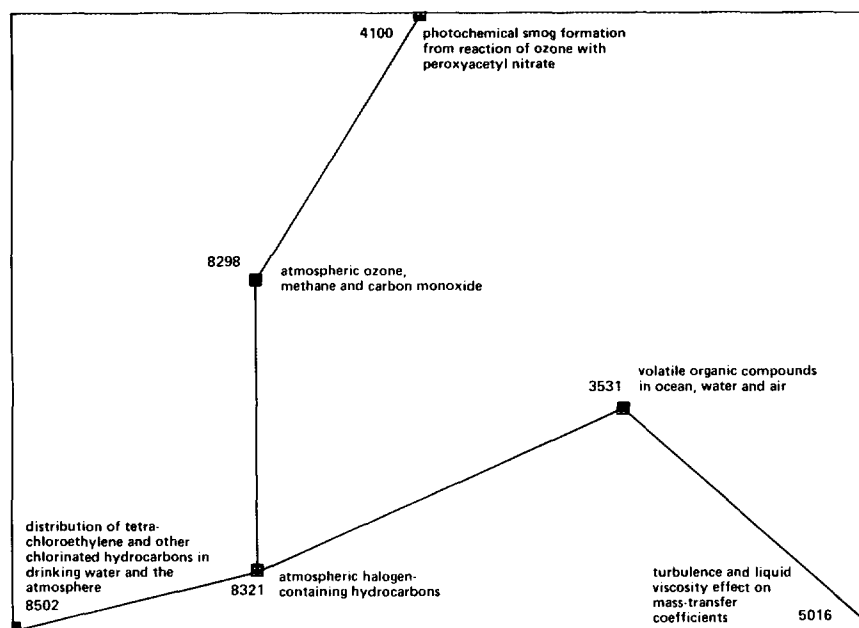 4100
photochemical smog formation
from reaction of ozone with
peroxyacetyl nitrate
8298
atmospheric ozone,
methane and carbon monoxide
3531
volatile organic compounds
in ocean, water and air
distribution of tetra-
chloroethylene and other
chlorinated hydrocarbons in
drinking water and the
atmosphere
8502
8321
atmospheric halogen-
containing hydrocarbons
turbulence and liquid
viscosity effect on
mass-transfer
coefficients
5016